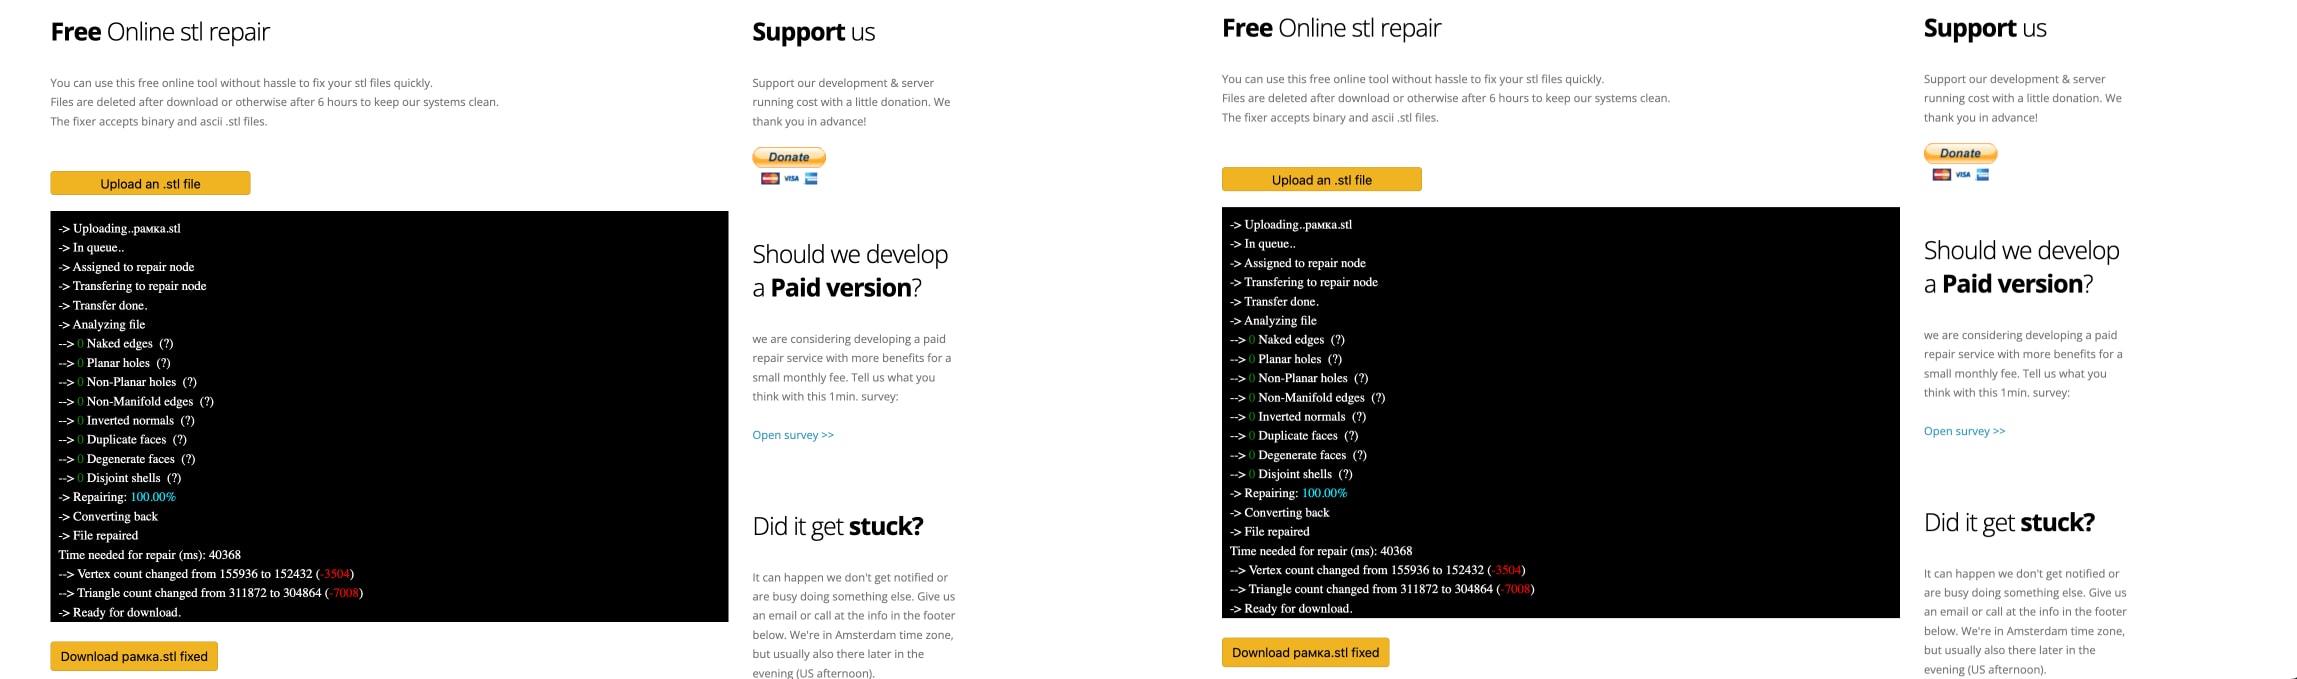 Free Online stl repair
You can use this free online tool without hassle to fix your stl files quickly.
Files are deleted after download or otherwise after 6 hours to keep our systems clean.
The fixer accepts binary and ascii .stl files.
Upload an .stl file
-> Uploading..рамка.stl
-> In queue..
-> Assigned to repair node
-> Transfering to repair node
-> Transfer done.
-> Analyzing file
--> 0 Naked edges (?)
--> 0 Planar holes (?)
--> 0 Non-Planar holes (?)
--> 0 Non-Manifold edges (?)
--> 0 Inverted normals (?)
--> 0 Duplicate faces (?)
--> 0 Degenerate faces (?)
--> 0 Disjoint shells (?)
-> Repairing: 100.00%
-> Converting back
-> File repaired
Time needed for repair (ms): 40368
--> Vertex count changed from 155936 to 152432 (-3504)
--> Triangle count changed from 311872 to 304864 (-7008)
-> Ready for download.
Download рамка.stl fixed
Support us
Support our development & server
running cost with a little donation. We
thank you in advance!
Donate
VISA
Should we develop
a Paid version?
we are considering developing a paid
repair service with more benefits for a
small monthly fee. Tell us what you
think with this 1min. survey:
Open survey >>
Did it get stuck?
It can happen we don't get notified or
are busy doing something else. Give us
an email or call at the info in the footer
below. We're in Amsterdam time zone,
but usually also there later in the
evening (US afternoon).
Free Online stl repair
You can use this free online tool without hassle to fix your stl files quickly.
Files are deleted after download or otherwise after 6 hours to keep our systems clean.
The fixer accepts binary and ascii .stl files.
Upload an .stl file
-> Uploading..рамка.stl
-> In queue..
-> Assigned to repair node
-> Transfering to repair node
-> Transfer done.
-> Analyzing file
--> 0 Naked edges (?)
--> 0 Planar holes (?)
--> 0 Non-Planar holes (?)
--> 0 Non-Manifold edges (?)
--> 0 Inverted normals (?)
--> 0 Duplicate faces (?)
--> 0 Degenerate faces (?)
--> 0 Disjoint shells (?)
-> Repairing: 100.00%
-> Converting back
-> File repaired
Time needed for repair (ms): 40368
--> Vertex count changed from 155936 to 152432 (-3504)
--> Triangle count changed from 311872 to 304864 (-7008)
-> Ready for download.
Download рамка.stl fixed
Support us
Support our development & server
running cost with a little donation. We
thank you in advance!
Donate
VISA
Should we develop
a Paid version?
we are considering developing a paid
repair service with more benefits for a
small monthly fee. Tell us what you
think with this 1min. survey:
Open survey >>
Did it get stuck?
It can happen we don't get notified or
are busy doing something else. Give us
an email or call at the info in the footer
below. We're in Amsterdam time zone,
but usually also there later in the
evening (US afternoon).